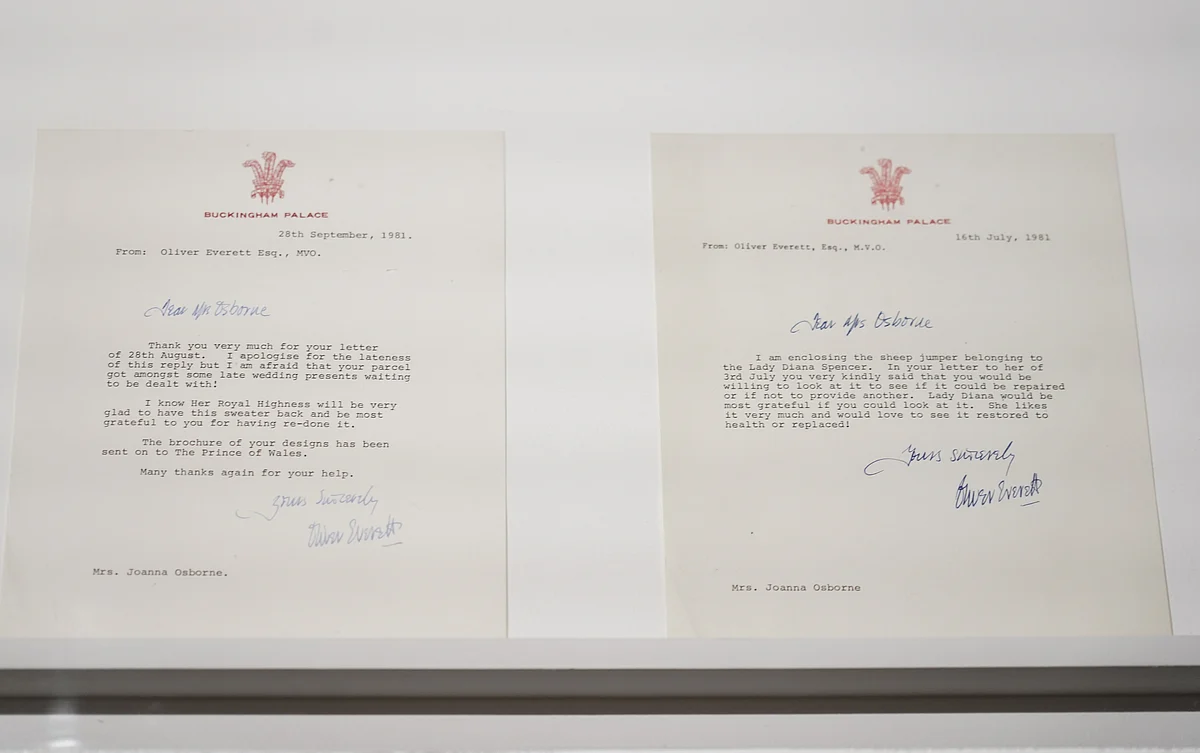 BUCKINGHAM PALACE
28th September, 1981.
From: Oliver Everett Esq., MVO.
Dear Mrs Osborne
Thank you very much for your letter
of 28th August. I apologise for the lateness
of this reply but I am afraid that your parcel
got amongst some late wedding presents waiting
to be dealt with!
I know Her Royal Highness will be very
glad to have this sweater back and be most
grateful to you for having re-done it.
The brochure of your designs has been
sent on to The Prince of Wales.
Many thanks again for your help.
Yours Sincerely
Oliver Everett
Mrs. Joanna Osborne.
BUCKINGHAM PALACE
16th July, 1981
From: Oliver Everett, Esq., M.V.O.
Dear Mrs Osborne
I am enclosing the sheep jumper belonging to
the Lady Diana Spencer. In your letter to her of
3rd July you very kindly said that you would be
willing to look at it to see if it could be repaired
or if not to provide another. Lady Diana would be
most grateful if you could look at it. She likes
it very much and would love to see it restored to
health or replaced!
Yours sincerely
Oliver Everett
Mrs. Joanna Osborne